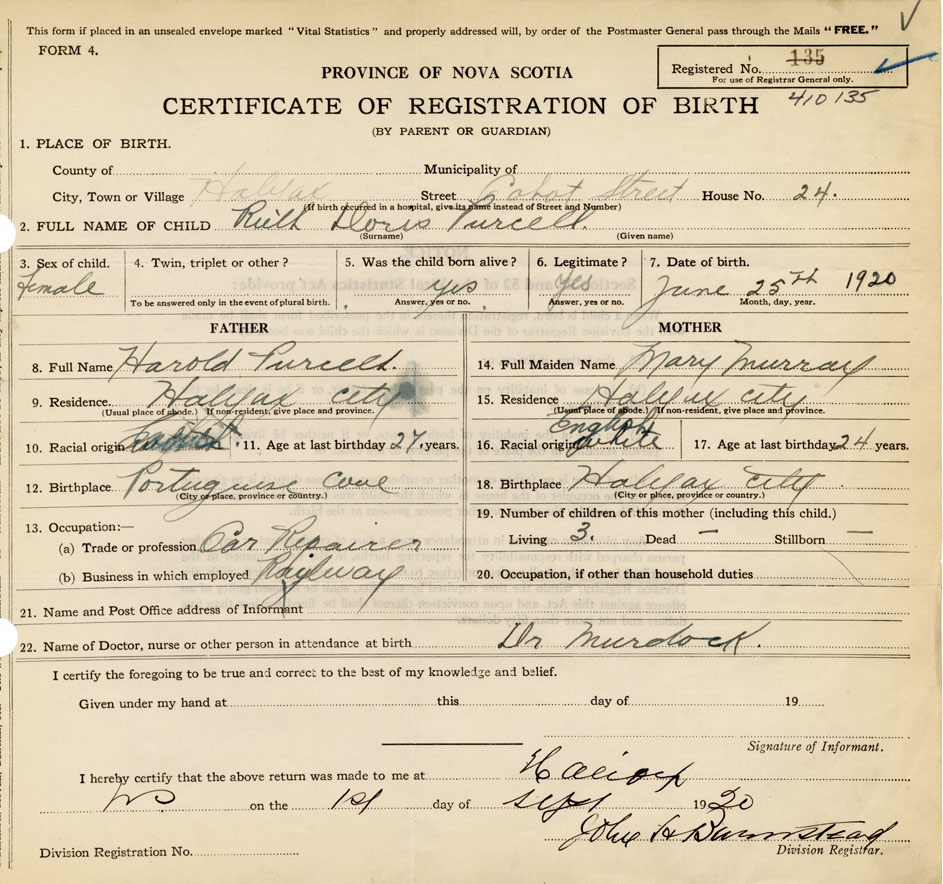 This form if placed in an unsealed envelope marked "Vital Statistics" and properly addressed will, by order of the Postmaster General pass through the Mails "FREE."
FORM 4.
Registered No. 135
For use of Registrar General only.
PROVINCE OF NOVA SCOTIA
410 135
CERTIFICATE OF REGISTRATION OF BIRTH
(BY PARENT OR GUARDIAN)
1. PLACE OF BIRTH.
County of Municipality of
City, Town or Village Halifax Street Cabot Street House No. 24.
(If birth occurred in a hospital, give its name instead of Street and Number)
2. FULL NAME OF CHILD Ruth Doris Purcell.
(Surname) (Given name)
3. Sex of child. 4. Twin, triplet or other? 5. Was the child born alive? 6. Legitimate? 7. Date of birth.
Female yes Yes June 25TH 1920
To be answered only in the event of plural birth. Answer, yes or no. Answer, yes or no. Month, day, year.
FATHER MOTHER
8. Full Name Harold Purcell. 14. Full Maiden Name Mary Murray
9. Residence. Halifax city 15. Residence Halifax city
(Usual place of abode.) If non-resident, give place and province. (Usual place of abode.) If non-resident, give place and province.
English
10. Racial origin 11. Age at last birthday 27 years. 16. Racial origin white 17. Age at last birthday 24 years.
12. Birthplace Portuguese Cove 18. Birthplace Halifax city
(City or place, province or country.) (City or place, province or country.)
13. Occupation:— 19. Number of children of this mother (including this child.)
(a) Trade or profession Car Repairer Living 3. Dead – Stillborn –
(b) Business in which employed Railway 20. Occupation, if other than household duties
21. Name and Post Office address of Informant
22. Name of Doctor, nurse or other person in attendance at birth Dr Murdock.
I certify the foregoing to be true and correct to the best of my knowledge and belief.
Given under my hand at this day of 19
Signature of Informant.
I hereby certify that the above return was made to me at Halifax
NS on the 1st day of Sept 1920
John H Barnstead
Division Registration No. Division Registrar.